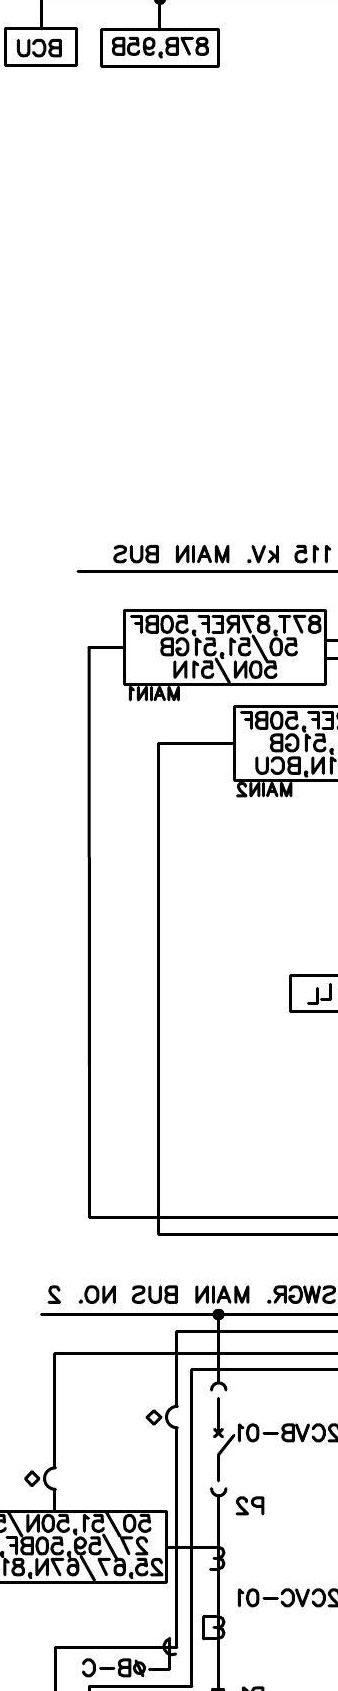 BCU
87B,95B
115 kV. MAIN BUS
87T,87REF,50BF
50/51,51GB
50N/51N
MAIN1
EF,50BF
,51GB
1N,BCU
MAIN2
LL
SWGR. MAIN BUS NO. 2
2CVB-01
P2
50/51,50N/5
27/59,50BF,
25,67/67N,81
2CVC-01
ØB-C